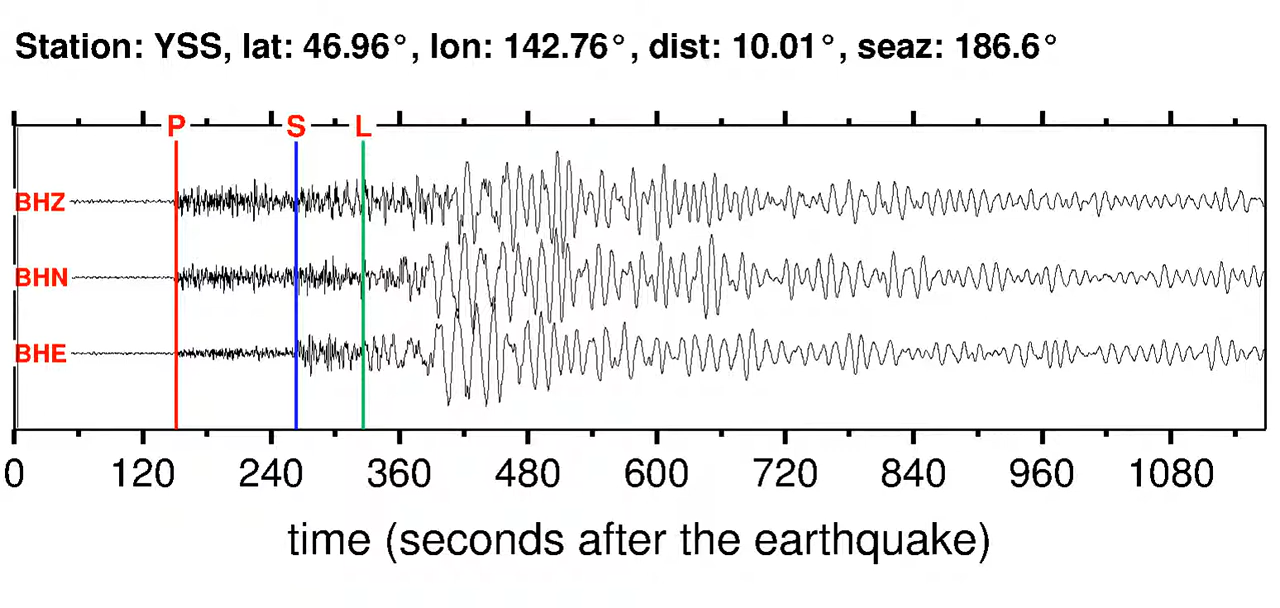 Station: YSS, lat: 46.96°, lon: 142.76°, dist: 10.01°, seaz: 186.6°
P S L
BHZ
BHN
BHE
0 120 240 360 480 600 720 840 960 1080
time (seconds after the earthquake)